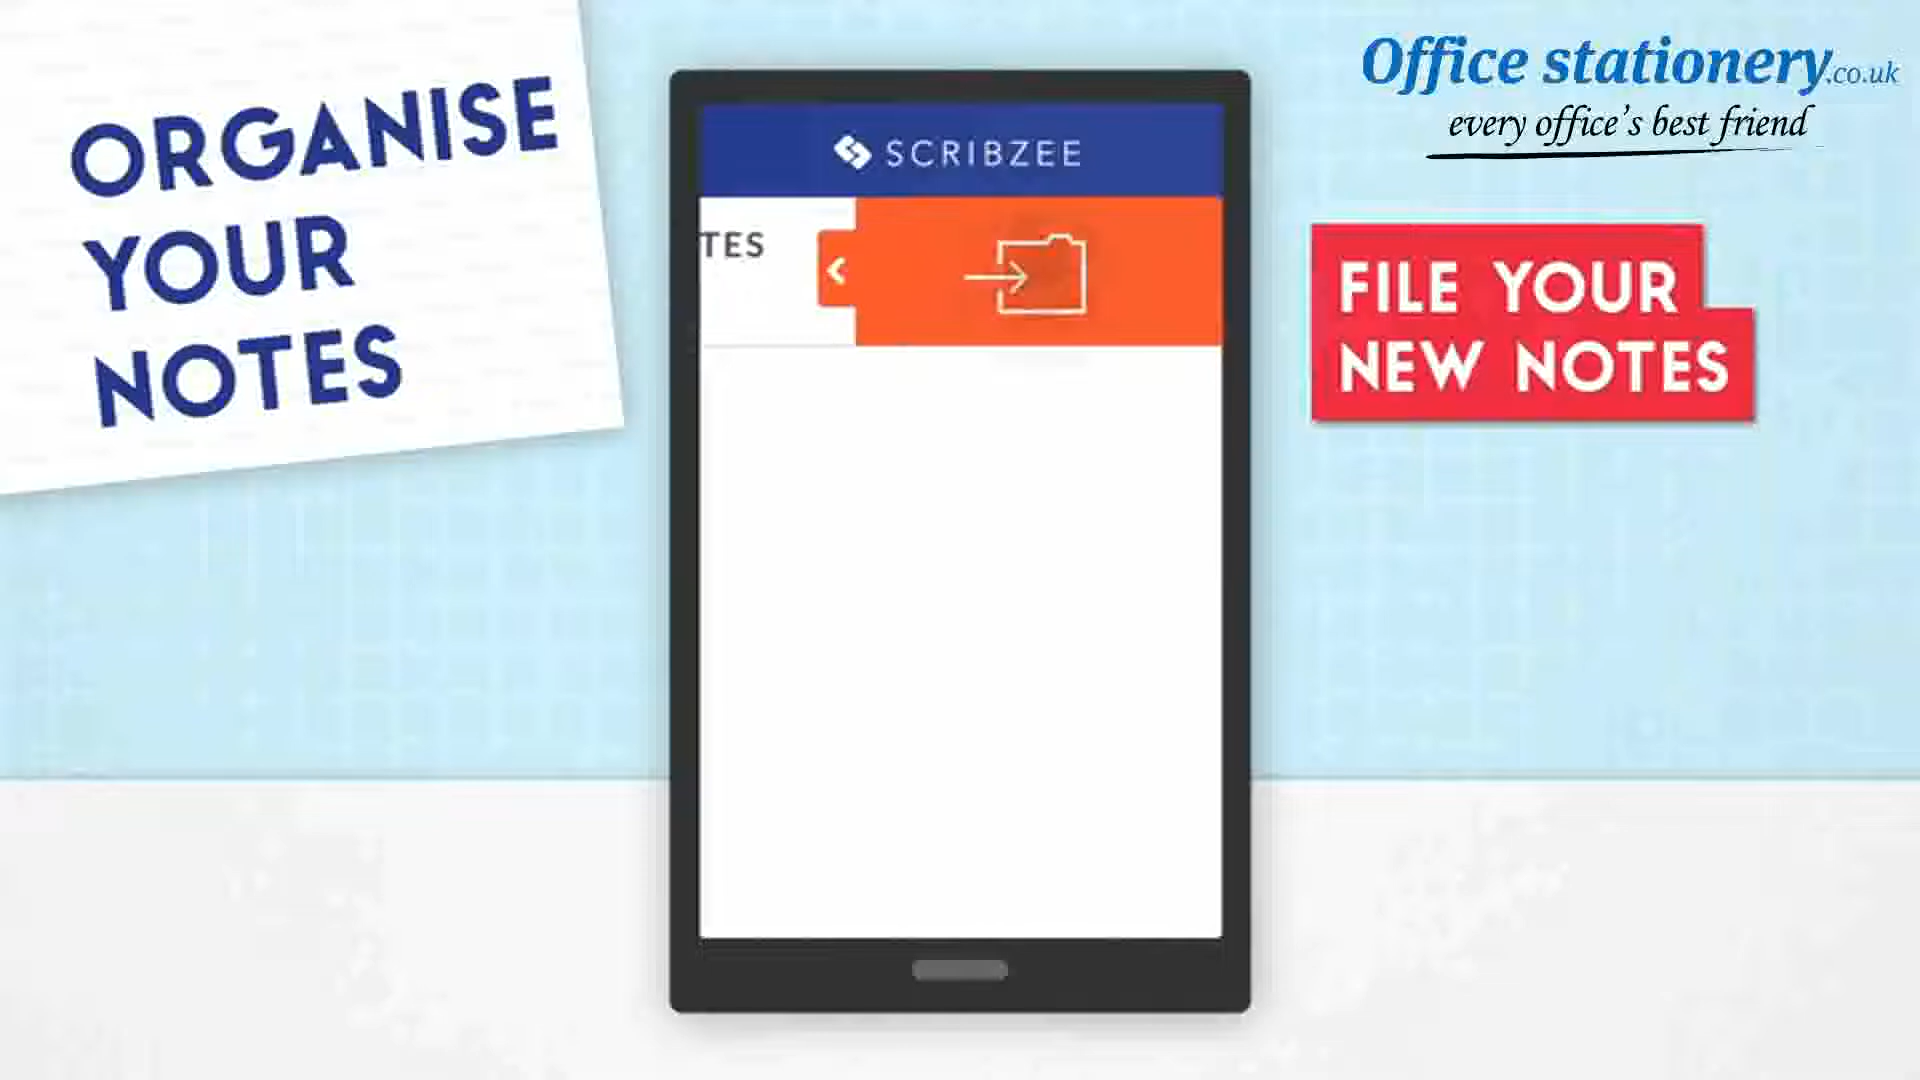 ORGANISE
YOUR
NOTES
SCRIBZEE
TES
Office stationery.co.uk
every office's best friend
FILE YOUR
NEW NOTES